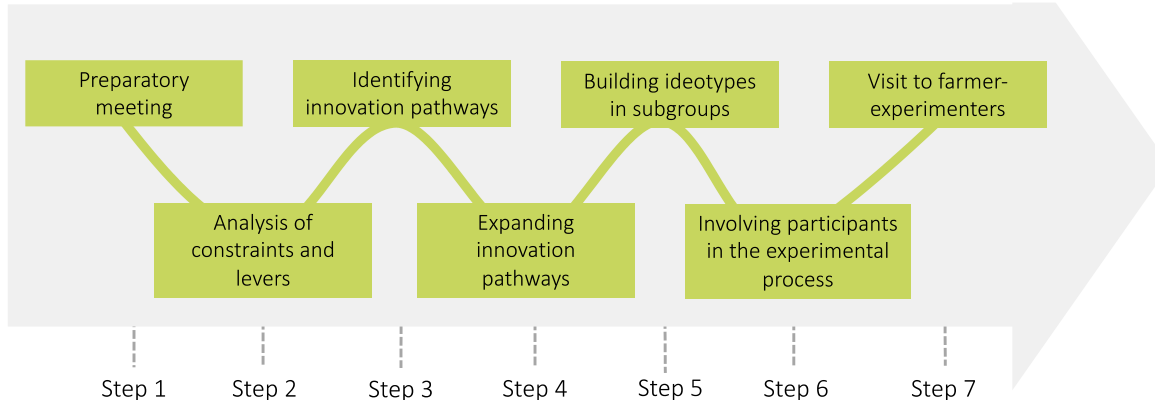 Preparatory
meeting
Identifying
innovation pathways
Building ideotypes
in subgroups
Visit to farmer-
experimenters
Analysis of
constraints and
levers
Expanding
innovation
pathways
Involving participants
in the experimental
process
Step 1
Step 2
Step 3
Step 4
Step 5
Step 6
Step 7